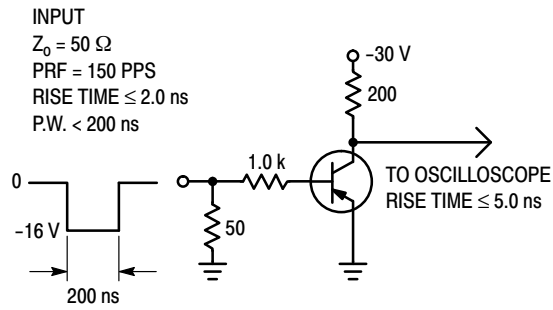 INPUT
Zo = 50 Ω
PRF = 150 PPS
RISE TIME ≤ 2.0 ns
P.W. < 200 ns
−30 V
200
1.0 k
TO OSCILLOSCOPE
RISE TIME ≤ 5.0 ns
0
−16 V
50
200 ns